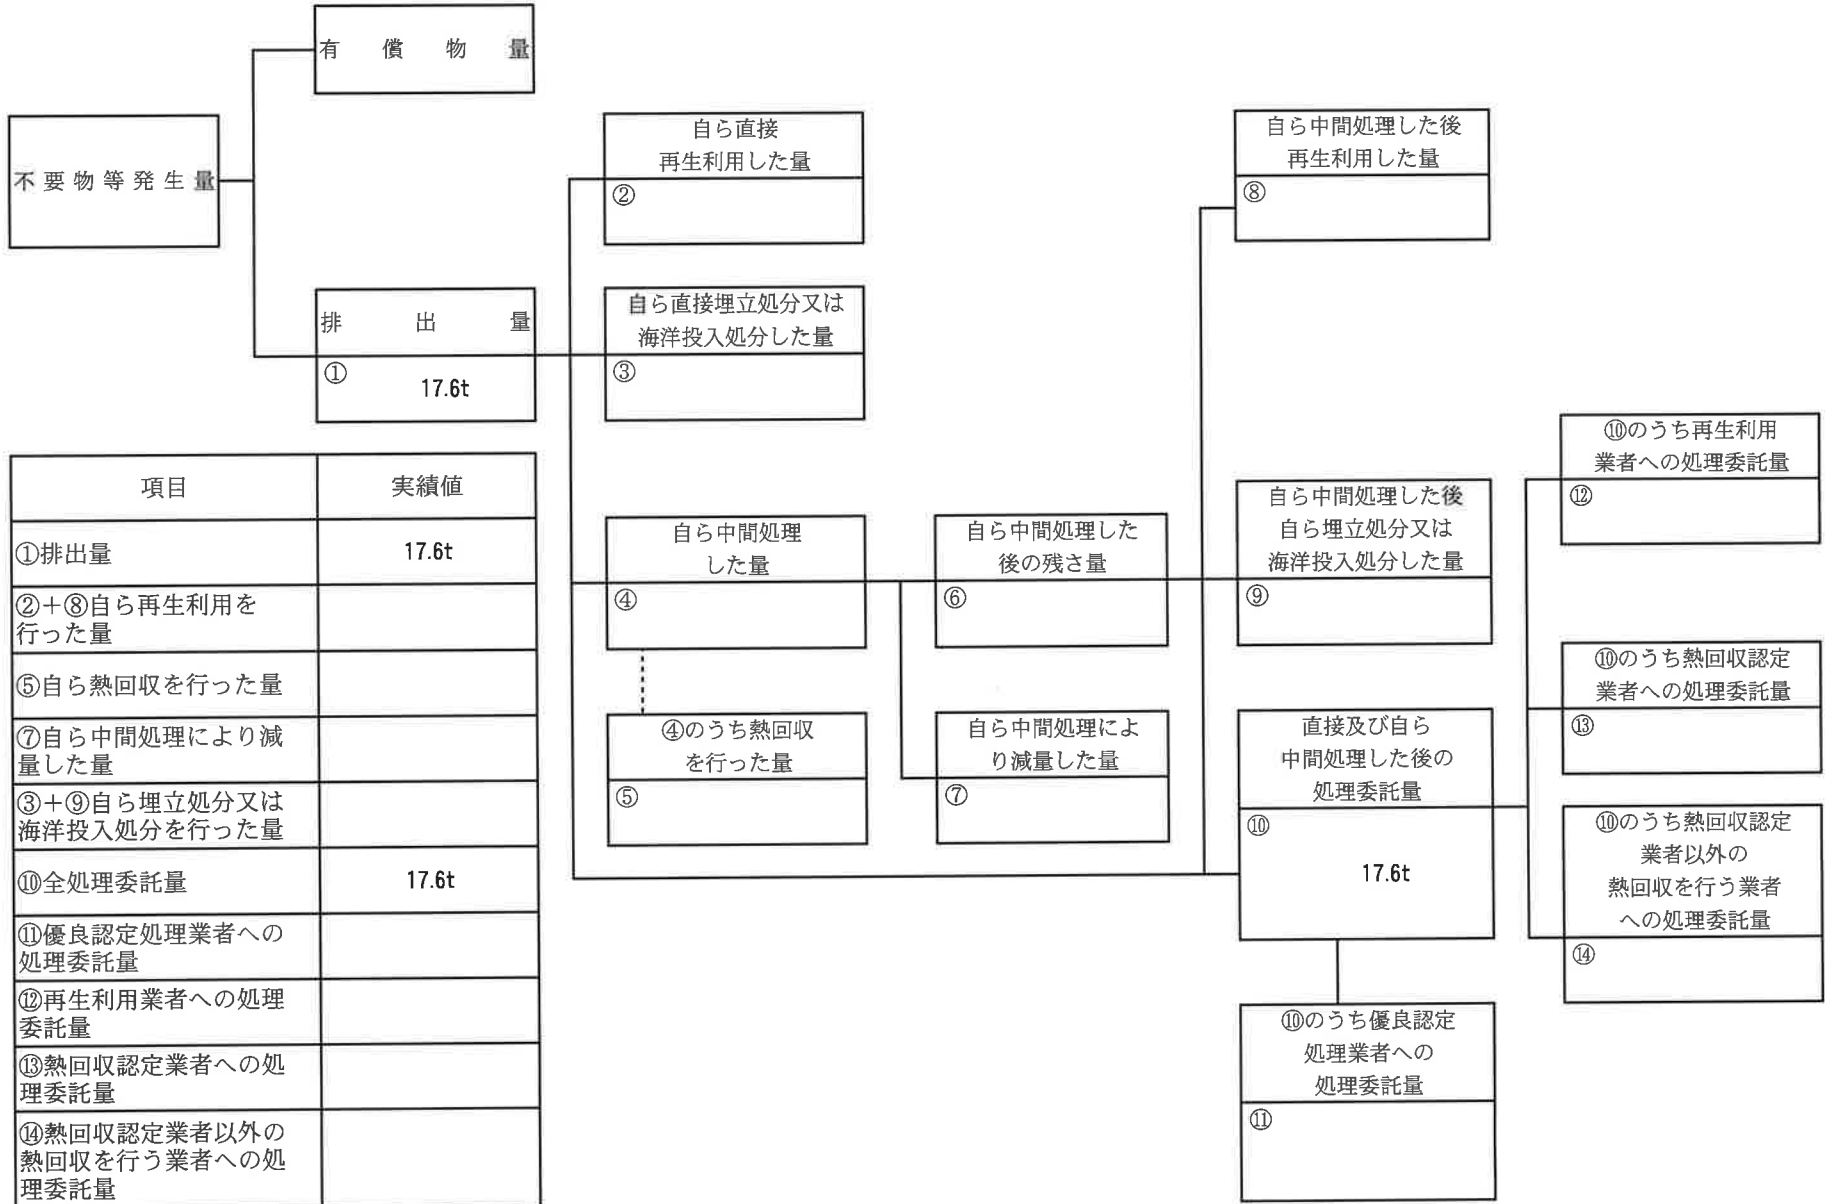 有償物量
不要物等発生量
排出量
①
17.6t
自ら直接
再生利用した量
②
自ら直接埋立処分又は
海洋投入処分した量
③
自ら中間処理
した量
④
④のうち熱回収
を行った量
⑤
自ら中間処理した
後の残さ量
⑥
自ら中間処理によ
り減量した量
⑦
自ら中間処理した後
再生利用した量
⑧
自ら中間処理した後
自ら埋立処分又は
海洋投入処分した量
⑨
直接及び自ら
中間処理した後の
処理委託量
⑩
17.6t
⑩のうち優良認定
処理業者への
処理委託量
⑪
⑩のうち再生利用
業者への処理委託量
⑫
⑩のうち熱回収認定
業者への処理委託量
⑬
⑩のうち熱回収認定
業者以外の
熱回収を行う業者
への処理委託量
⑭
項目 実績値
①排出量 17.6t
②+⑧自ら再生利用を
行った量
⑤自ら熱回収を行った量
⑦自ら中間処理により減
量した量
③+⑨自ら埋立処分又は
海洋投入処分を行った量
⑩全処理委託量 17.6t
⑪優良認定処理業者への
処理委託量
⑫再生利用業者への処理
委託量
⑬熱回収認定業者への処
理委託量
⑭熱回収認定業者以外の
熱回収を行う業者への処
理委託量